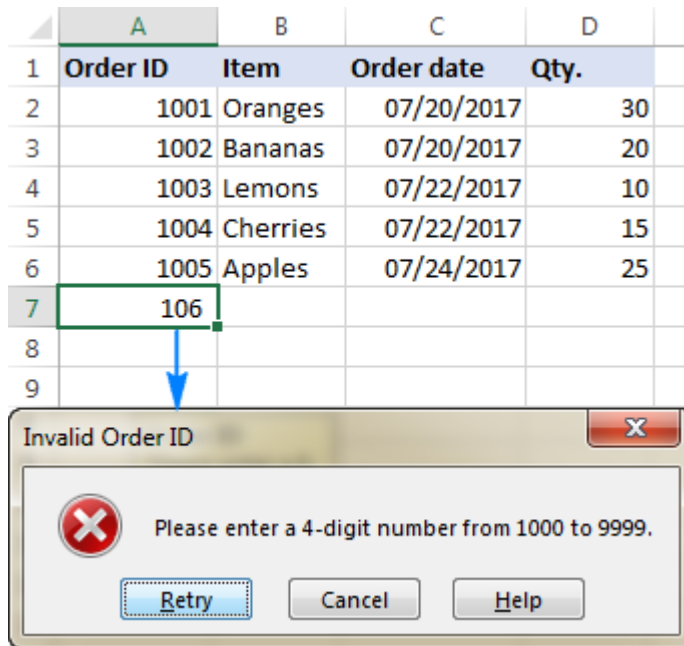 A B C D
1 Order ID Item Order date Qty.
2 1001 Oranges 07/20/2017 30
3 1002 Bananas 07/20/2017 20
4 1003 Lemons 07/22/2017 10
5 1004 Cherries 07/22/2017 15
6 1005 Apples 07/24/2017 25
7 106
8
9
Invalid Order ID
Please enter a 4-digit number from 1000 to 9999.
Retry Cancel Help